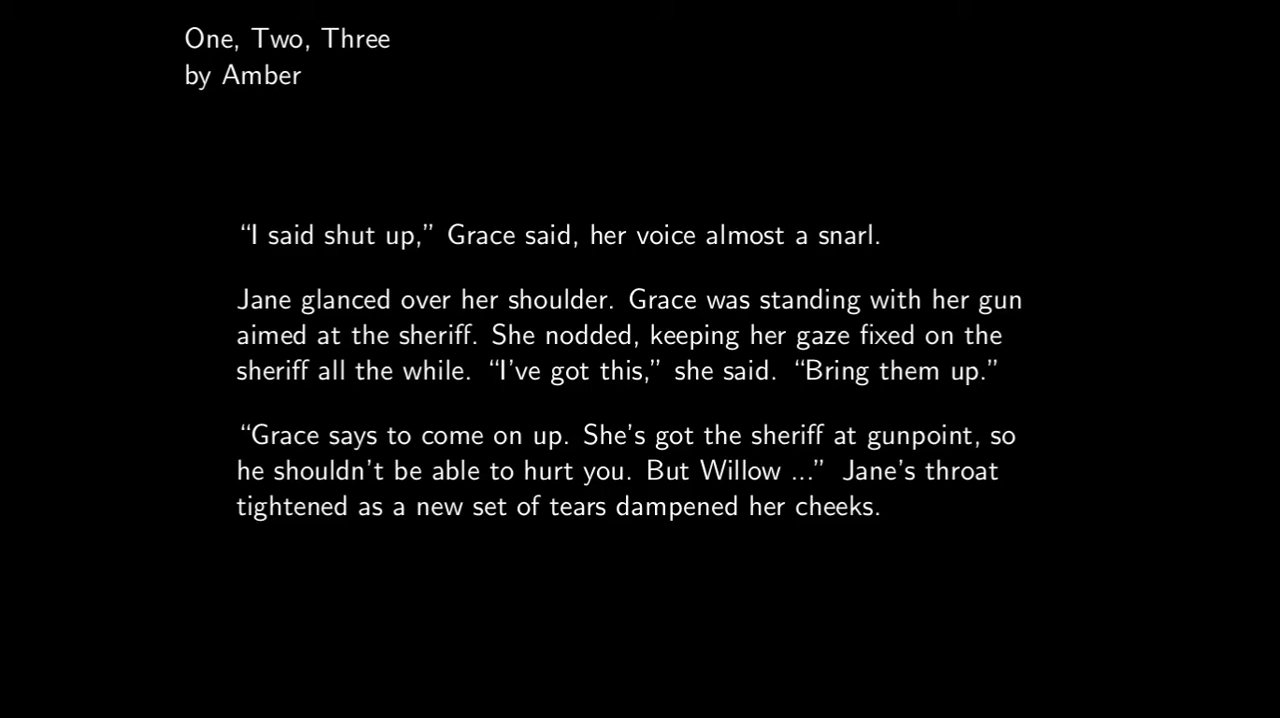 One, Two, Three
by Amber
“I said shut up,” Grace said, her voice almost a snarl.
Jane glanced over her shoulder. Grace was standing with her gun
aimed at the sheriff. She nodded, keeping her gaze fixed on the
sheriff all the while. “I’ve got this,” she said. “Bring them up.”
“Grace says to come on up. She’s got the sheriff at gunpoint, so
he shouldn’t be able to hurt you. But Willow ...” Jane’s throat
tightened as a new set of tears dampened her cheeks.